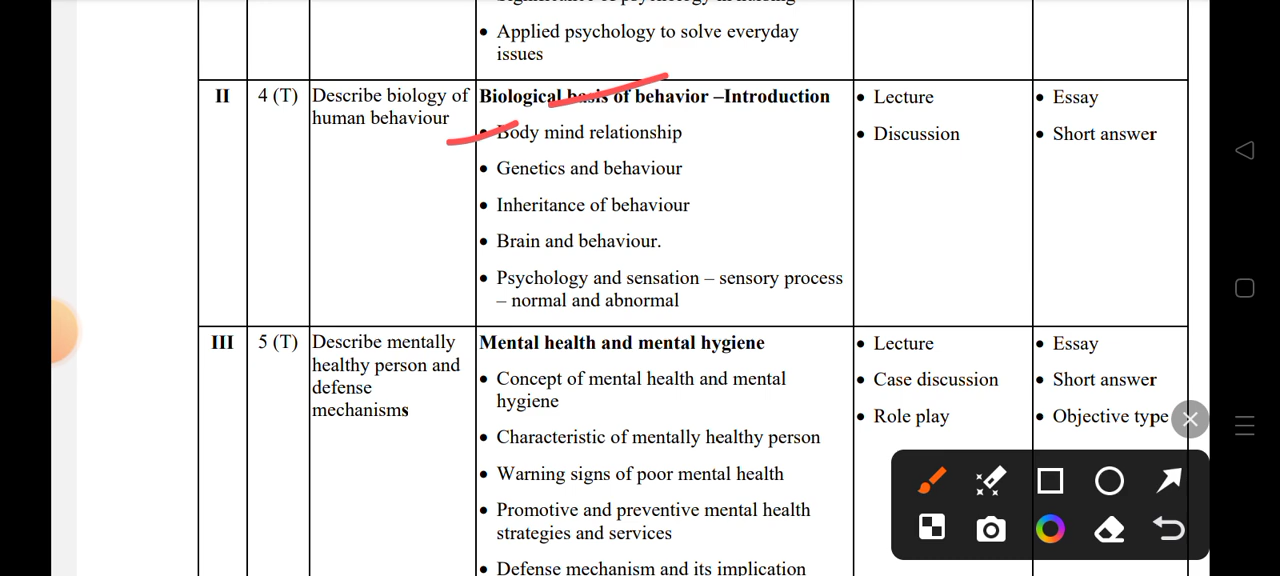 Significance of psychology in nursing
• Applied psychology to solve everyday
issues
II
4 (T)
Describe biology of
human behaviour
Biological basis of behavior –Introduction
• Body mind relationship
• Genetics and behaviour
• Inheritance of behaviour
• Brain and behaviour.
• Psychology and sensation – sensory process
– normal and abnormal
• Lecture
• Discussion
• Essay
• Short answer
III
5 (T)
Describe mentally
healthy person and
defense
mechanisms
Mental health and mental hygiene
• Concept of mental health and mental
hygiene
• Characteristic of mentally healthy person
• Warning signs of poor mental health
• Promotive and preventive mental health
strategies and services
• Defense mechanism and its implication
• Lecture
• Case discussion
• Role play
• Essay
• Short answer
• Objective type